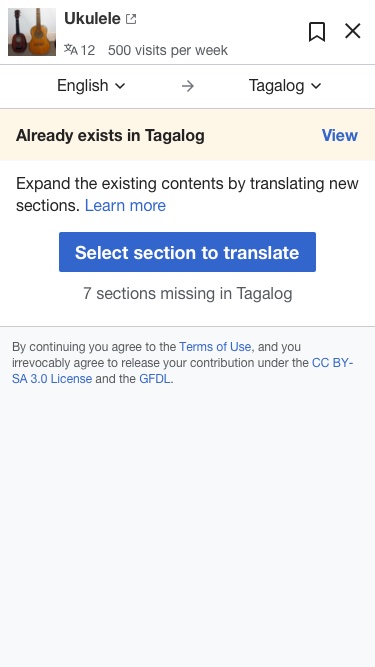 Ukulele
12 500 visits per week
English → Tagalog
Already exists in Tagalog View
Expand the existing contents by translating new
sections. Learn more
Select section to translate
7 sections missing in Tagalog
By continuing you agree to the Terms of Use, and you
irrevocably agree to release your contribution under the CC BY-
SA 3.0 License and the GFDL.